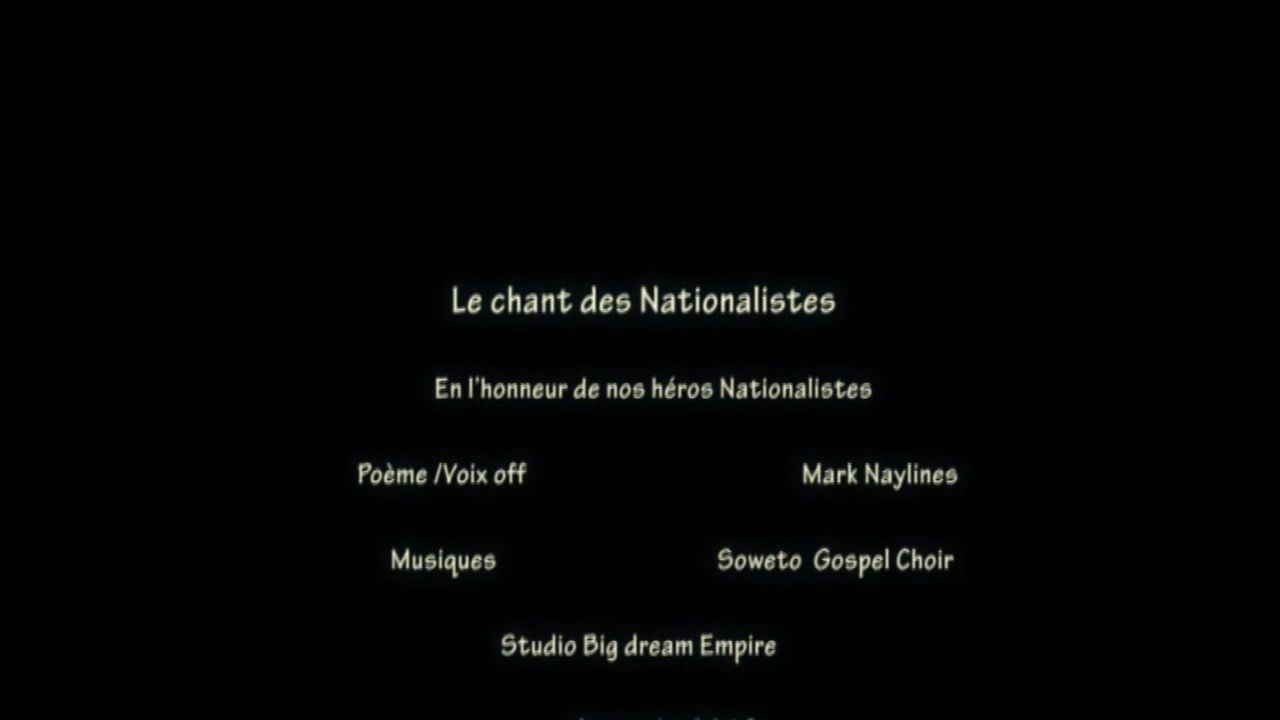 Le chant des Nationalistes
En l'honneur de nos héros Nationalistes
Poème /Voix off Mark Naylines
Musiques Soweto Gospel Choir
Studio Big dream Empire